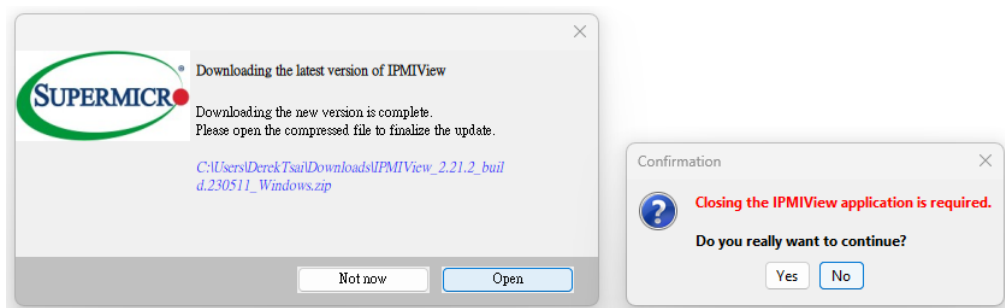 SUPERMICR
Downloading the latest version of IPMIView
Downloading the new version is complete.
Please open the compressed file to finalize the update.
C:\Users\DerekTsai\Downloads\IPMIView_2.21.2_buil
d.230511_Windows.zip
Not now
Open
Confirmation
Closing the IPMIView application is required.
Do you really want to continue?
Yes
No